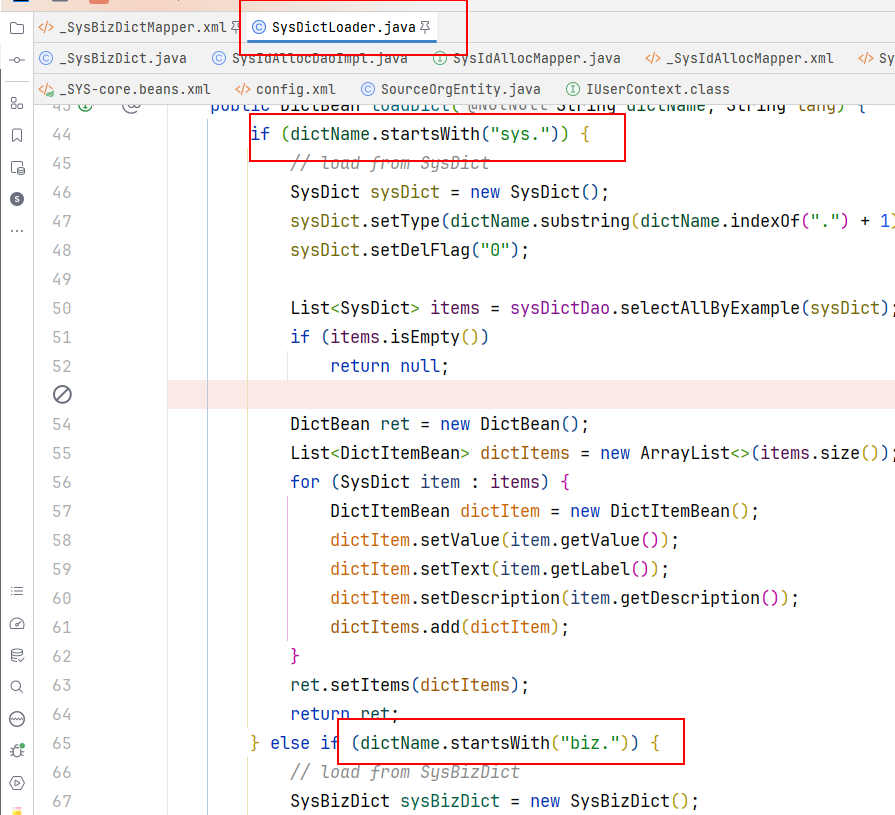 _SysBizDictMapper.xml SysDictLoader.java
_SysBizDict.java SysIdAllocDaoImpl.java SysIdAllocMapper.java _SysIdAllocMapper.xml Sy
_SYS-core.beans.xml config.xml SourceOrgEntity.java IUserContext.class
43 public DictBean loadDict(@NotNull String dictName, String lang) {
44 if (dictName.startsWith("sys.")) {
45 // load from SysDict
46 SysDict sysDict = new SysDict();
47 sysDict.setType(dictName.substring(dictName.indexOf(".") + 1)
48 sysDict.setDelFlag("0");
49
50 List<SysDict> items = sysDictDao.selectAllByExample(sysDict);
51 if (items.isEmpty())
52 return null;
54 DictBean ret = new DictBean();
55 List<DictItemBean> dictItems = new ArrayList<>(items.size());
56 for (SysDict item : items) {
57 DictItemBean dictItem = new DictItemBean();
58 dictItem.setValue(item.getValue());
59 dictItem.setText(item.getLabel());
60 dictItem.setDescription(item.getDescription());
61 dictItems.add(dictItem);
62 }
63 ret.setItems(dictItems);
64 return ret;
65 } else if (dictName.startsWith("biz.")) {
66 // load from SysBizDict
67 SysBizDict sysBizDict = new SysBizDict();